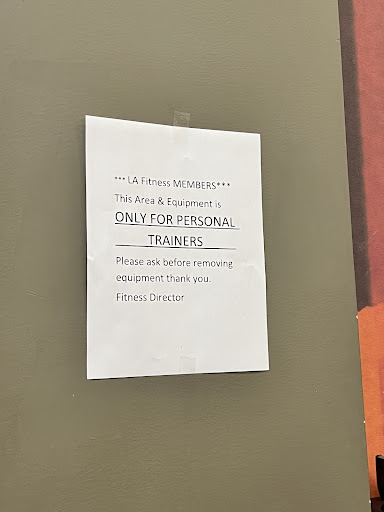 *** LA Fitness MEMBERS***
This Area & Equipment is
ONLY FOR PERSONAL
TRAINERS
Please ask before removing
equipment thank you.
Fitness Director